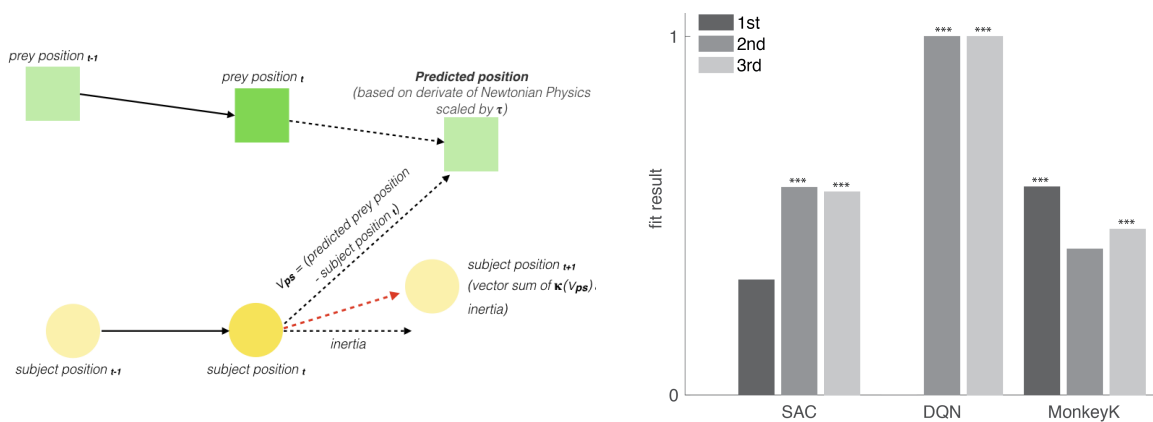 prey position t-1
prey position t
Predicted position
(based on derivate of Newtonian Physics
scaled by τ)
Vps = (predicted prey position
- subject position t)
subject position t+1
(vector sum of κ(Vps)
inertia)
inertia
subject position t-1
subject position t
1st
2nd
3rd
1
***
***
***
***
***
***
fit result
0
SAC
DQN
MonkeyK